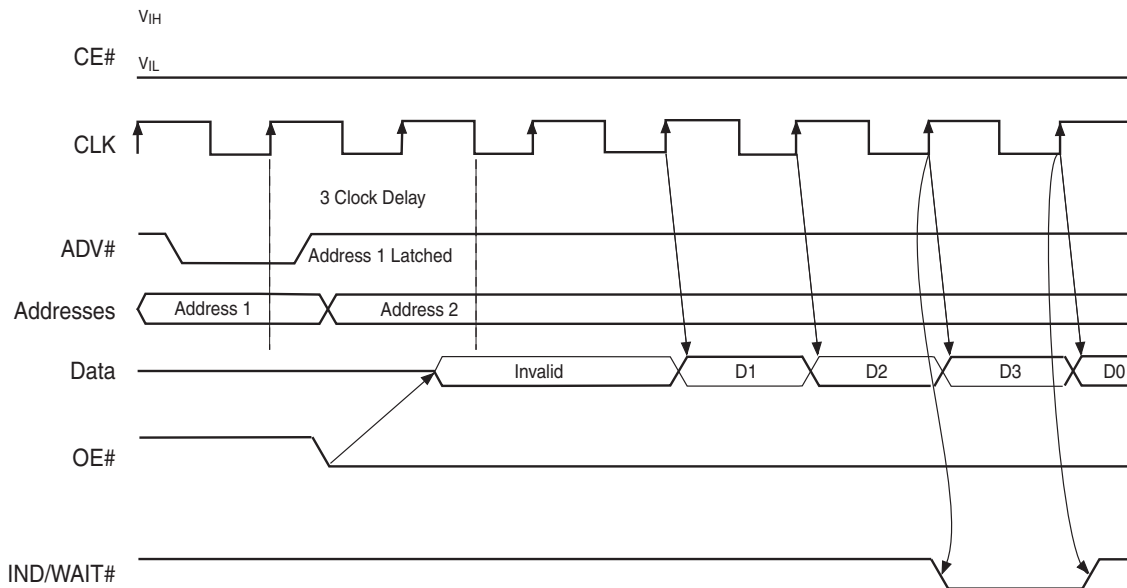 VIH
CE#
VIL
CLK
3 Clock Delay
ADV#
Address 1 Latched
Addresses
Address 1
Address 2
Data
Invalid
D1
D2
D3
D0
OE#
IND/WAIT#